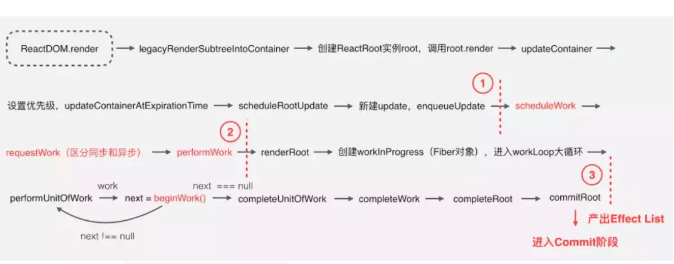 ReactDOM.render legacyRenderSubtreeIntoContainer 创建ReactRoot实例root，调用root.render updateContainer
①
设置优先级，updateContainerAtExpirationTime scheduleRootUpdate 新建update，enqueueUpdate scheduleWork
②
requestWork（区分同步和异步） performWork renderRoot 创建workInProgress（Fiber对象），进入workLoop大循环
③
work next === null
performUnitOfWork next = beginWork() completeUnitOfWork completeWork completeRoot commitRoot
next !== null
产出Effect List
进入Commit阶段